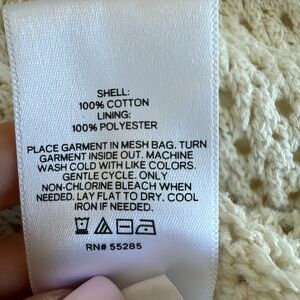 SHELL:
100% COTTON
LINING:
100% POLYESTER
PLACE GARMENT IN MESH BAG. TURN
GARMENT INSIDE OUT. MACHINE
WASH COLD WITH LIKE COLORS.
GENTLE CYCLE. ONLY
NON-CHLORINE BLEACH WHEN
NEEDED. LAY FLAT TO DRY. COOL
IRON IF NEEDED.
RN# 55285